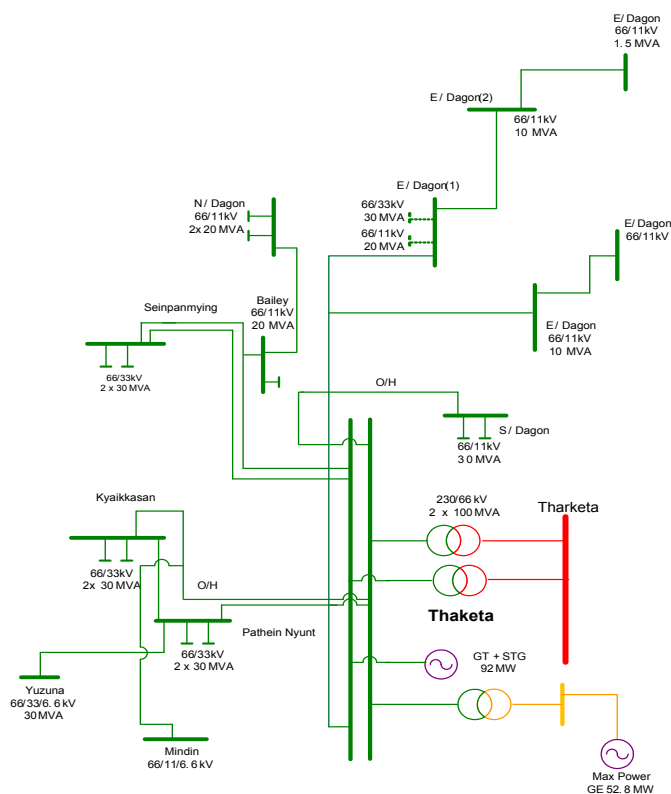 E/ Dagon
66/11kV
1. 5 MVA
E/ Dagon(2)
66/11kV
10 MVA
E/ Dagon(1)
66/33kV
30 MVA
66/11kV
20 MVA
N/ Dagon
66/11kV
2x 20 MVA
E/ Dagon
66/11kV
Seinpanmying
Bailey
66/11kV
20 MVA
E/ Dagon
66/11kV
10 MVA
66/33kV
2 x 30 MVA
O/H
S/ Dagon
66/11kV
30 MVA
Kyaikkasan
230/66 kV
2 x 100 MVA
Tharketa
66/33kV
2x 30 MVA
O/H
Thaketa
Pathein Nyunt
66/33kV
2 x 30 MVA
GT + STG
92 MW
Yuzuna
66/33/6. 6 kV
30 MVA
Mindin
66/11/6. 6 kV
Max Power
GE 52. 8 MW